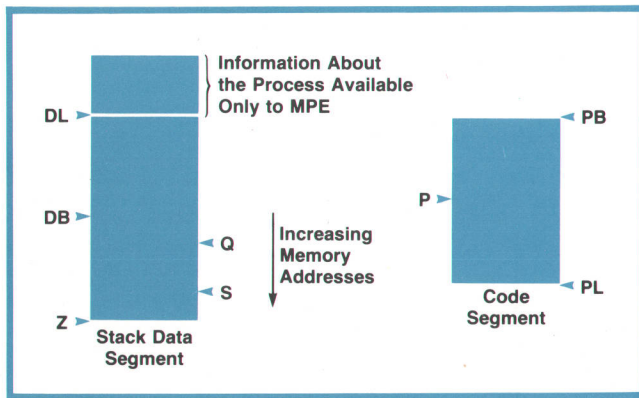 Information About
the Process Available
Only to MPE
DL
PB
P
DB
Q
Increasing
Memory
Addresses
S
PL
Z
Stack Data
Segment
Code
Segment